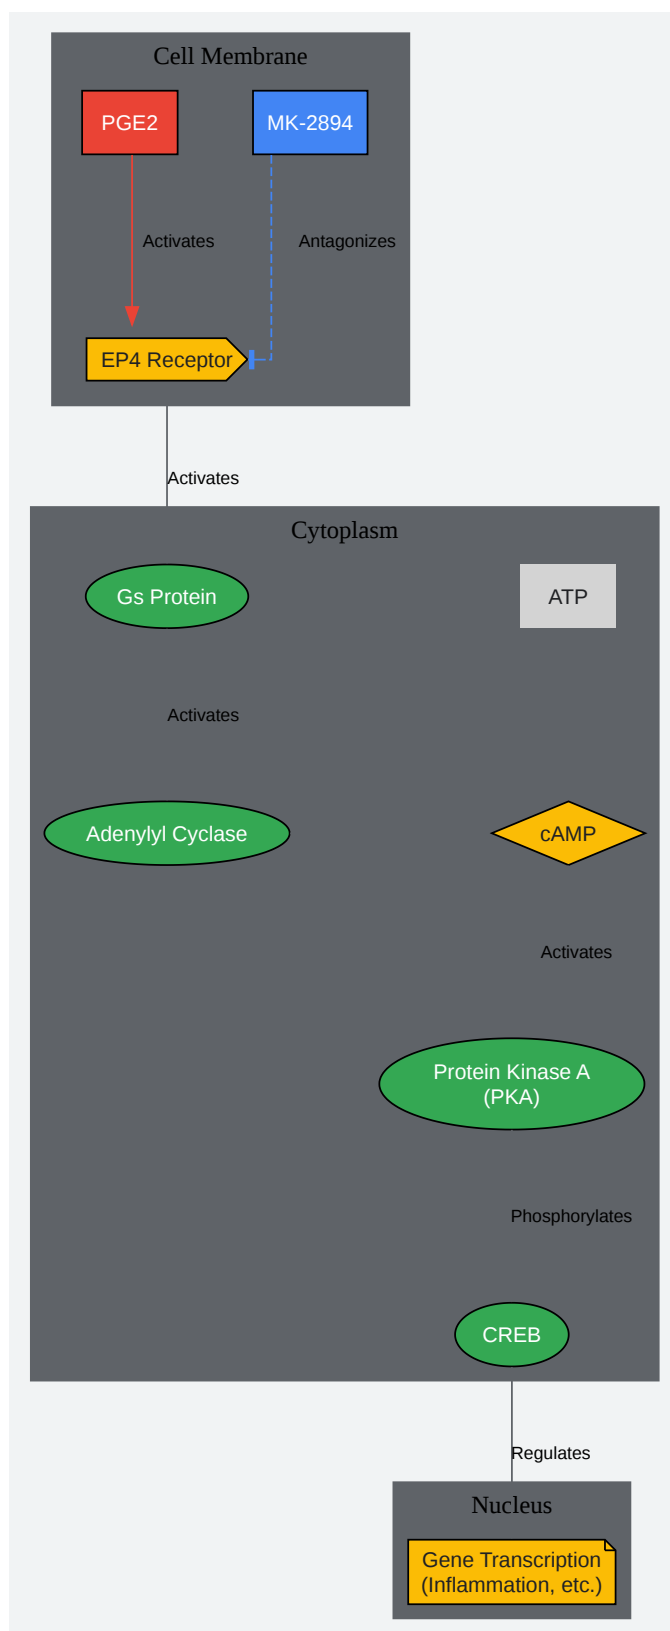 Cell Membrane
PGE2
MK-2894
Activates
Antagonizes
EP4 Receptor
Activates
Cytoplasm
Gs Protein
ATP
Activates
Adenylyl Cyclase
cAMP
Activates
Protein Kinase A
(PKA)
Phosphorylates
CREB
Regulates
Nucleus
Gene Transcription
(Inflammation, etc.)